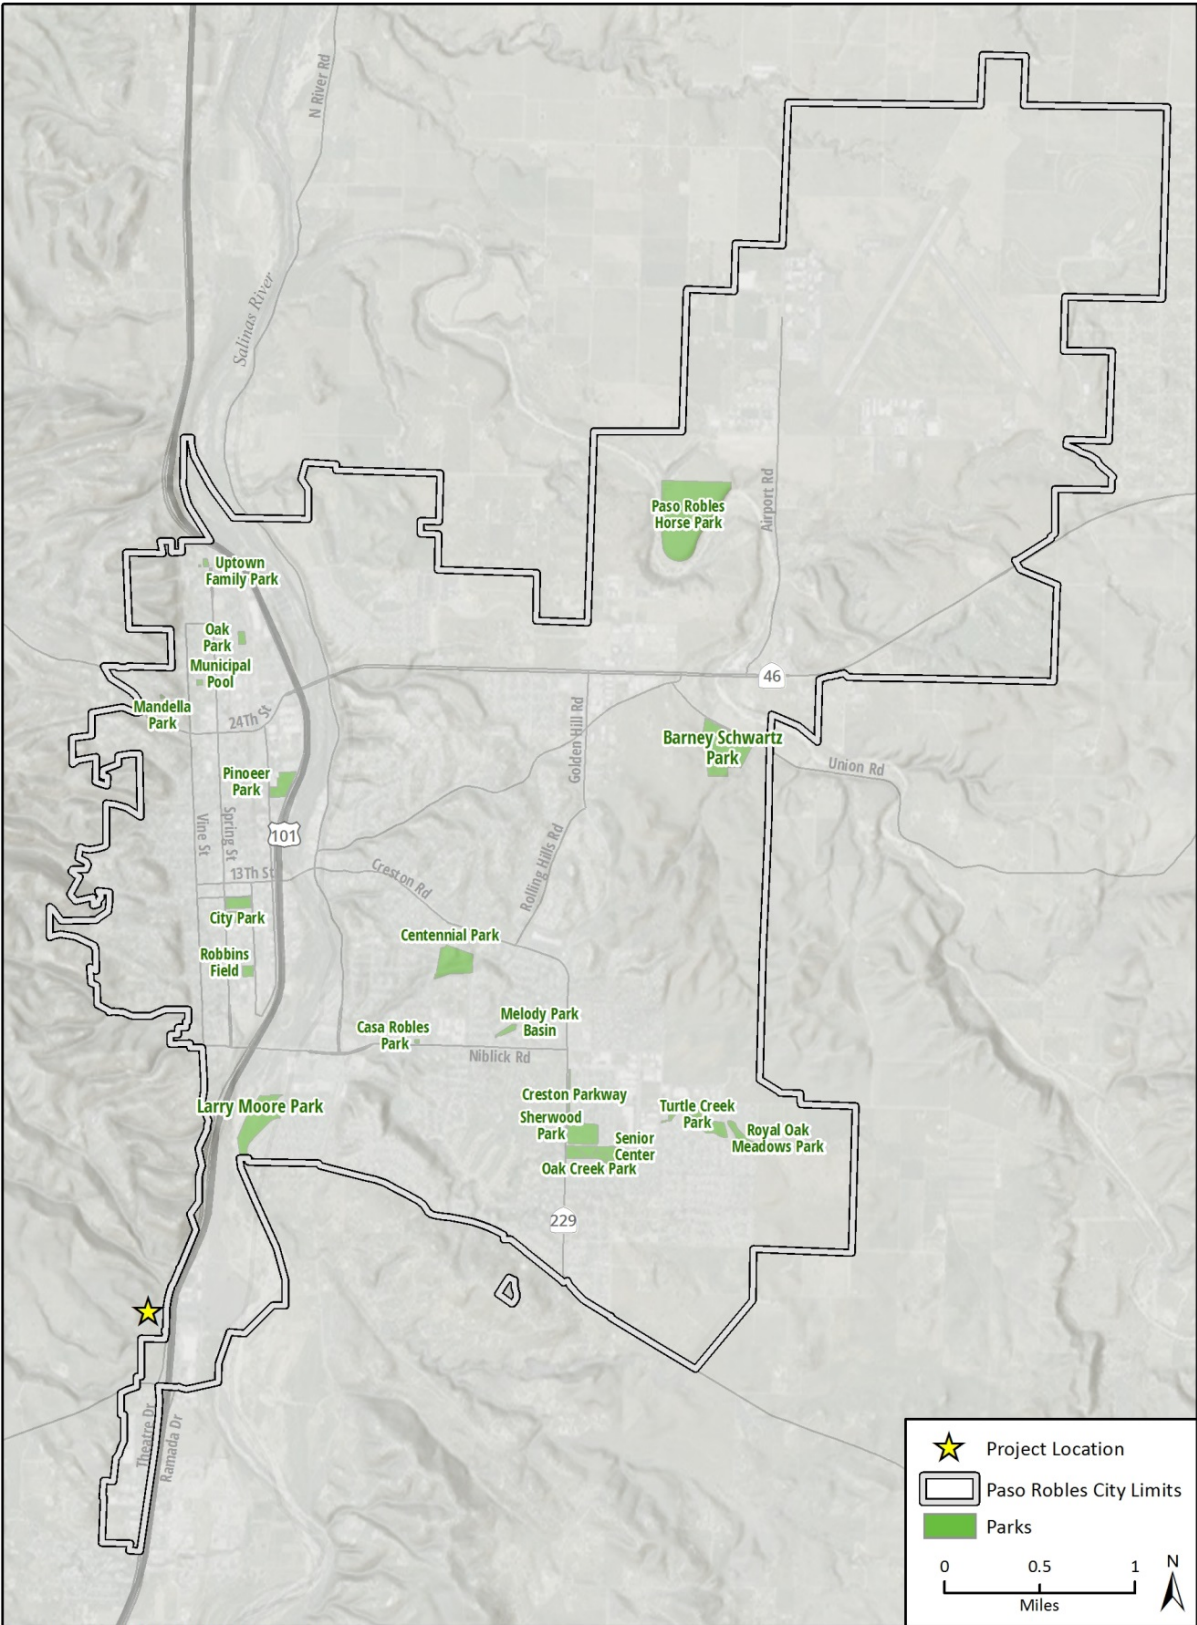 N River Rd
Salinas River
Paso Robles
Horse Park
Airport Rd
Uptown
Family Park
Oak
Park
Municipal
Pool
46
Mandella
Park
24Th St
Golden Hill Rd
Barney Schwartz
Park
Union Rd
Pinoeer
Park
Vine St
Spring St
101
13Th St
Creston Rd
Rolling Hills Rd
City Park
Centennial Park
Robbins
Field
Melody Park
Basin
Casa Robles
Park
Niblick Rd
Larry Moore Park
Creston Parkway
Sherwood
Park
Turtle Creek
Park
Royal Oak
Meadows Park
Senior
Center
Oak Creek Park
229
Theatre Dr
Ramada Dr
Project Location
Paso Robles City Limits
Parks
0 0.5 1
Miles
N